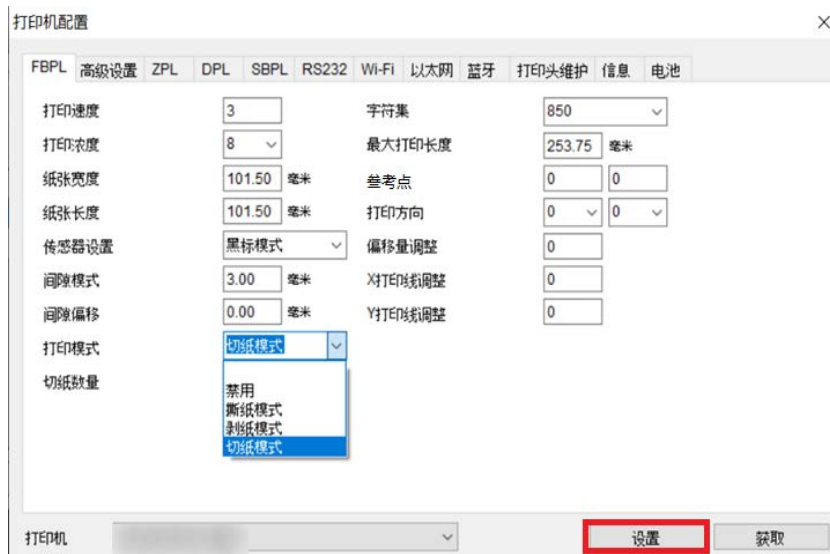 打印机配置
FBPL 高级设置 ZPL DPL SBPL RS232 Wi-Fi 以太网 蓝牙 打印头维护 信息 电池
打印速度 3 字符集 850
打印浓度 8 最大打印长度 253.75 毫米
纸张宽度 101.50 毫米 叁考点 0 0
纸张长度 101.50 毫米 打印方向 0 0
传感器设置 黑标模式 偏移量调整 0
间隙模式 3.00 毫米 X打印线调整 0
间隙偏移 0.00 毫米 Y打印线调整 0
打印模式 切纸模式
切纸数量
禁用
撕纸模式
剥纸模式
切纸模式
打印机 设置 获取